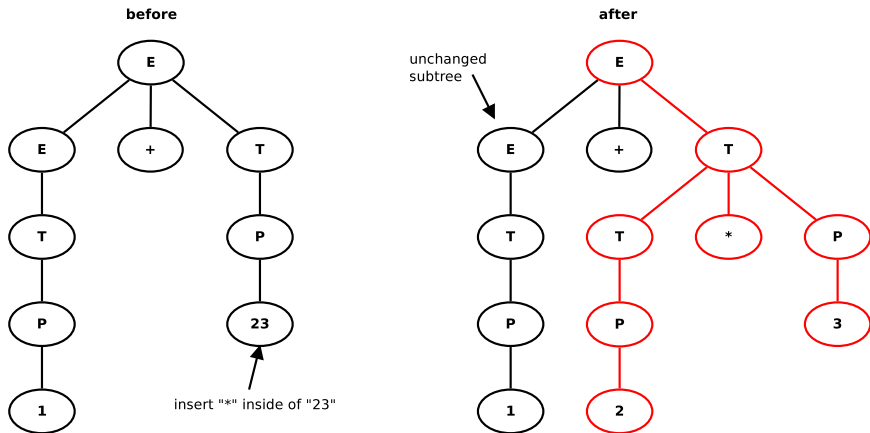 before
E
E
+
T
T
P
P
23
1
insert "*" inside of "23"
after
unchanged
subtree
E
E
+
T
T
T
*
P
P
P
3
1
2